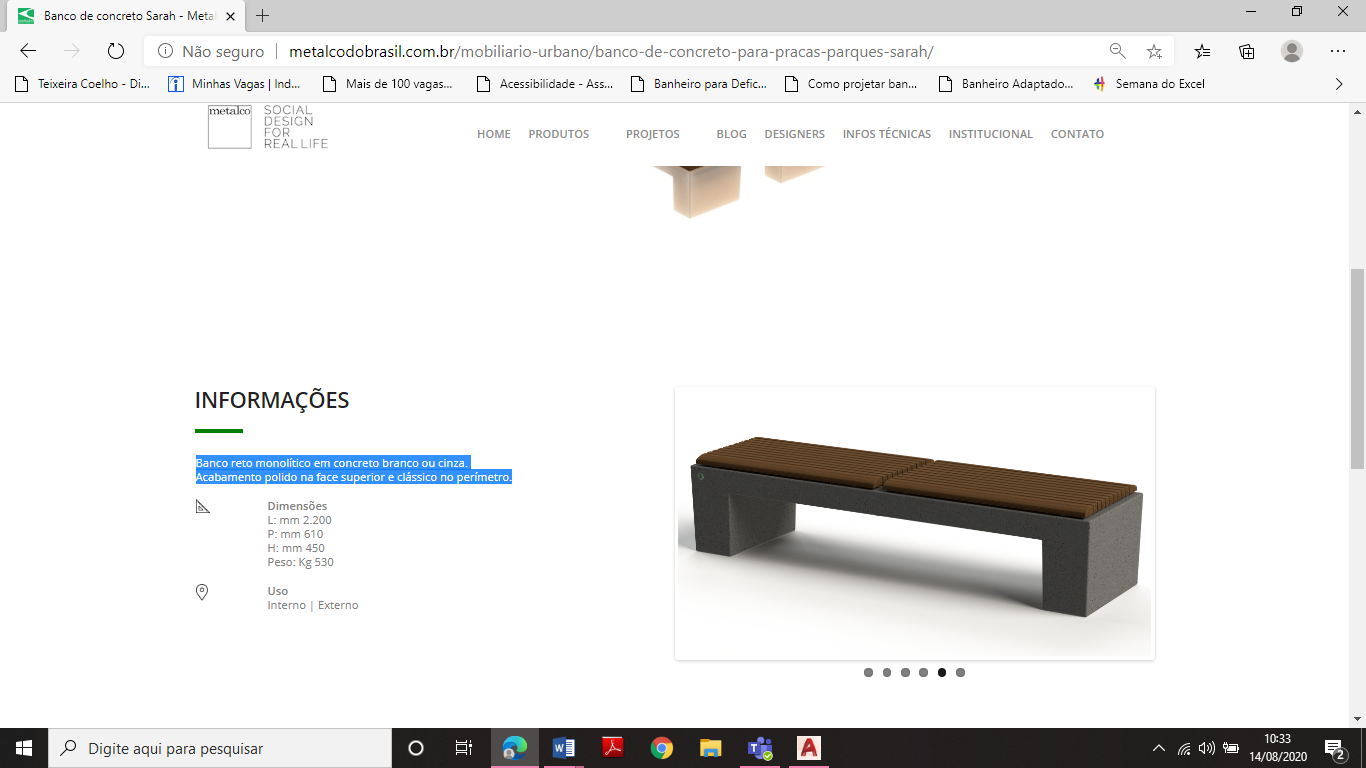 Banco de concreto Sarah - Metal
Não seguro | metalcodobrasil.com.br/mobiliario-urbano/banco-de-concreto-para-pracas-parques-sarah/
Teixeira Coelho - Di... Minhas Vagas | Ind... Mais de 100 vagas... Acessibilidade - Ass... Banheiro para Defic... Como projetar ban... Banheiro Adaptado... Semana do Excel
metalco
SOCIAL
DESIGN
FOR
REAL LIFE
HOME PRODUTOS PROJETOS BLOG DESIGNERS INFOS TÉCNICAS INSTITUCIONAL CONTATO
INFORMAÇÕES
Banco reto monolítico em concreto branco ou cinza.
Acabamento polido na face superior e clássico no perímetro.
Dimensões
L: mm 2.200
P: mm 610
H: mm 450
Peso: Kg 530
Uso
Interno | Externo
Digite aqui para pesquisar
10:33
14/08/2020
2